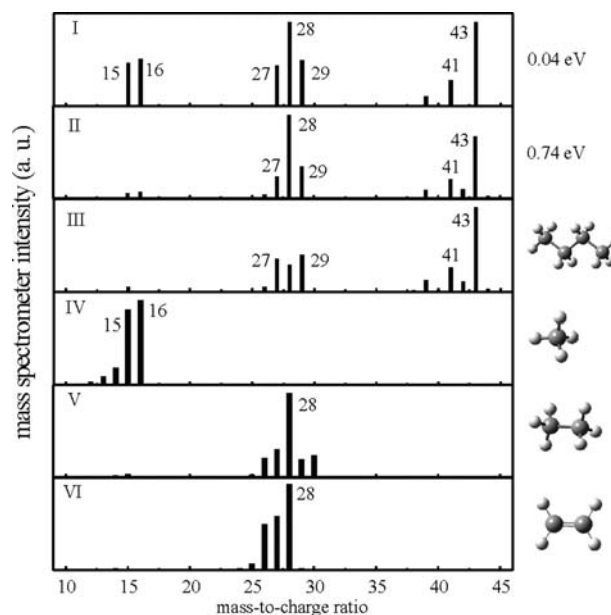 mass spectrometer intensity (a. u.)
I
15
16
27
28
29
41
43
0.04 eV
II
27
28
29
41
43
0.74 eV
III
27
29
41
43
IV
15
16
V
28
VI
28
10 15 20 25 30 35 40 45
mass-to-charge ratio